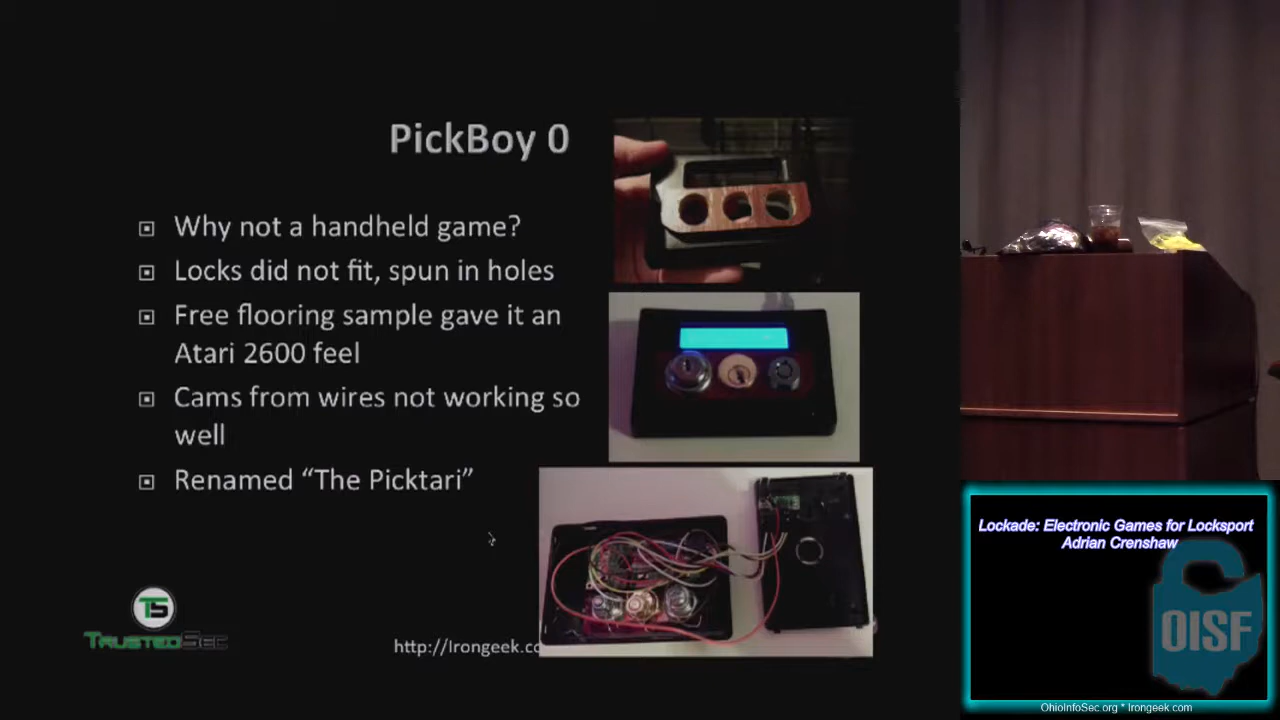 PickBoy 0
Why not a handheld game?
Locks did not fit, spun in holes
Free flooring sample gave it an
Atari 2600 feel
Cams from wires not working so
well
Renamed “The Picktari”
TS
TRUSTEDSEC
http://Irongeek.co
Lockade: Electronic Games for Locksport
Adrian Crenshaw
OISF
OhioInfoSec.org * Irongeek.com